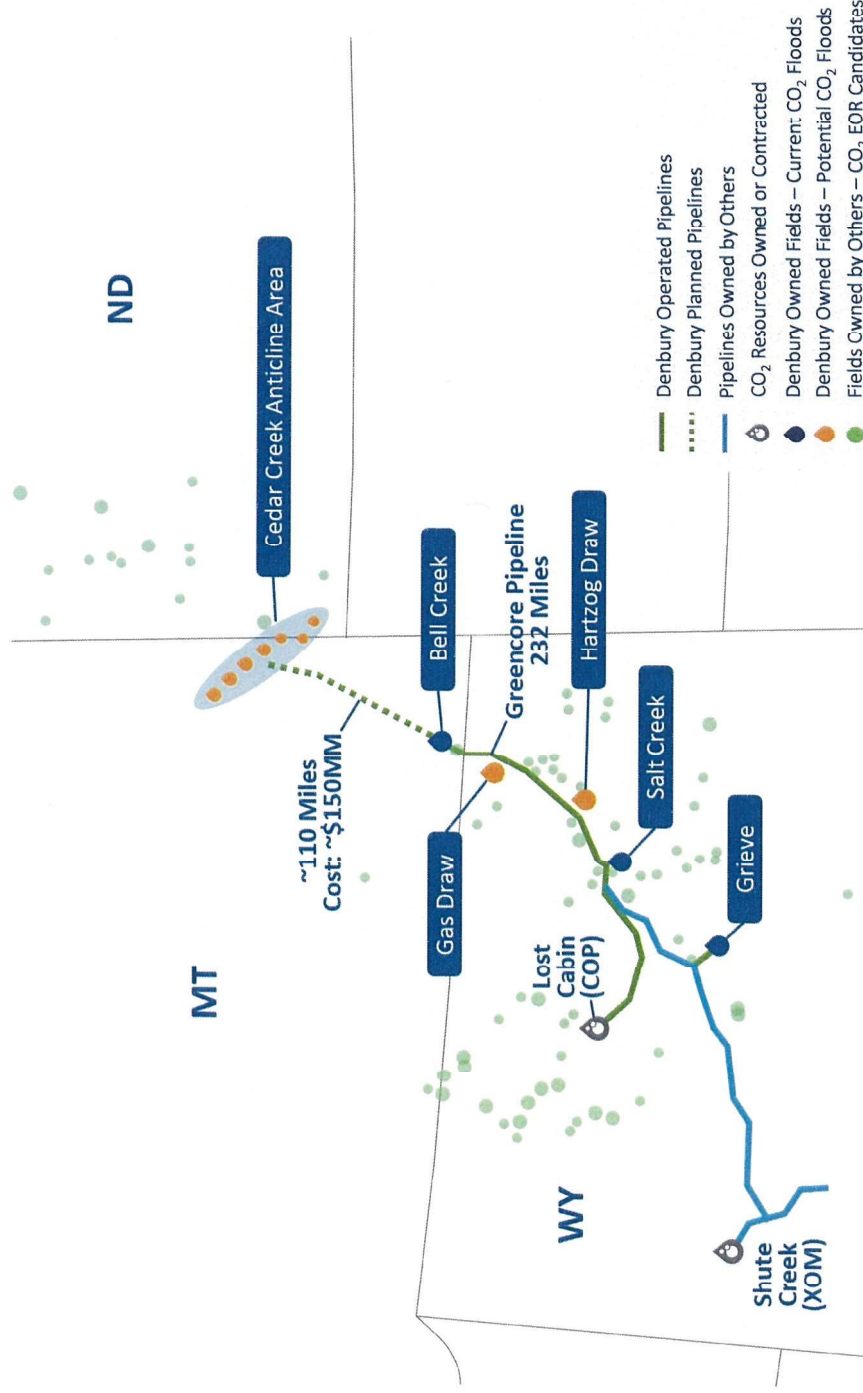 MT
ND
Cedar Creek Anticline Area
~110 Miles
Cost: ~$150MM
Bell Creek
Gas Draw
Greencore Pipeline
232 Miles
Hartzog Draw
Lost
Cabin
(COP)
Salt Creek
Grieve
WY
Shute
Creek
(XOM)
Denbury Operated Pipelines
Denbury Planned Pipelines
Pipelines Owned by Others
CO₂ Resources Owned or Contracted
Denbury Owned Fields – Current CO₂ Floods
Denbury Owned Fields – Potential CO₂ Floods
Fields Owned by Others – CO₂ EOR Candidates